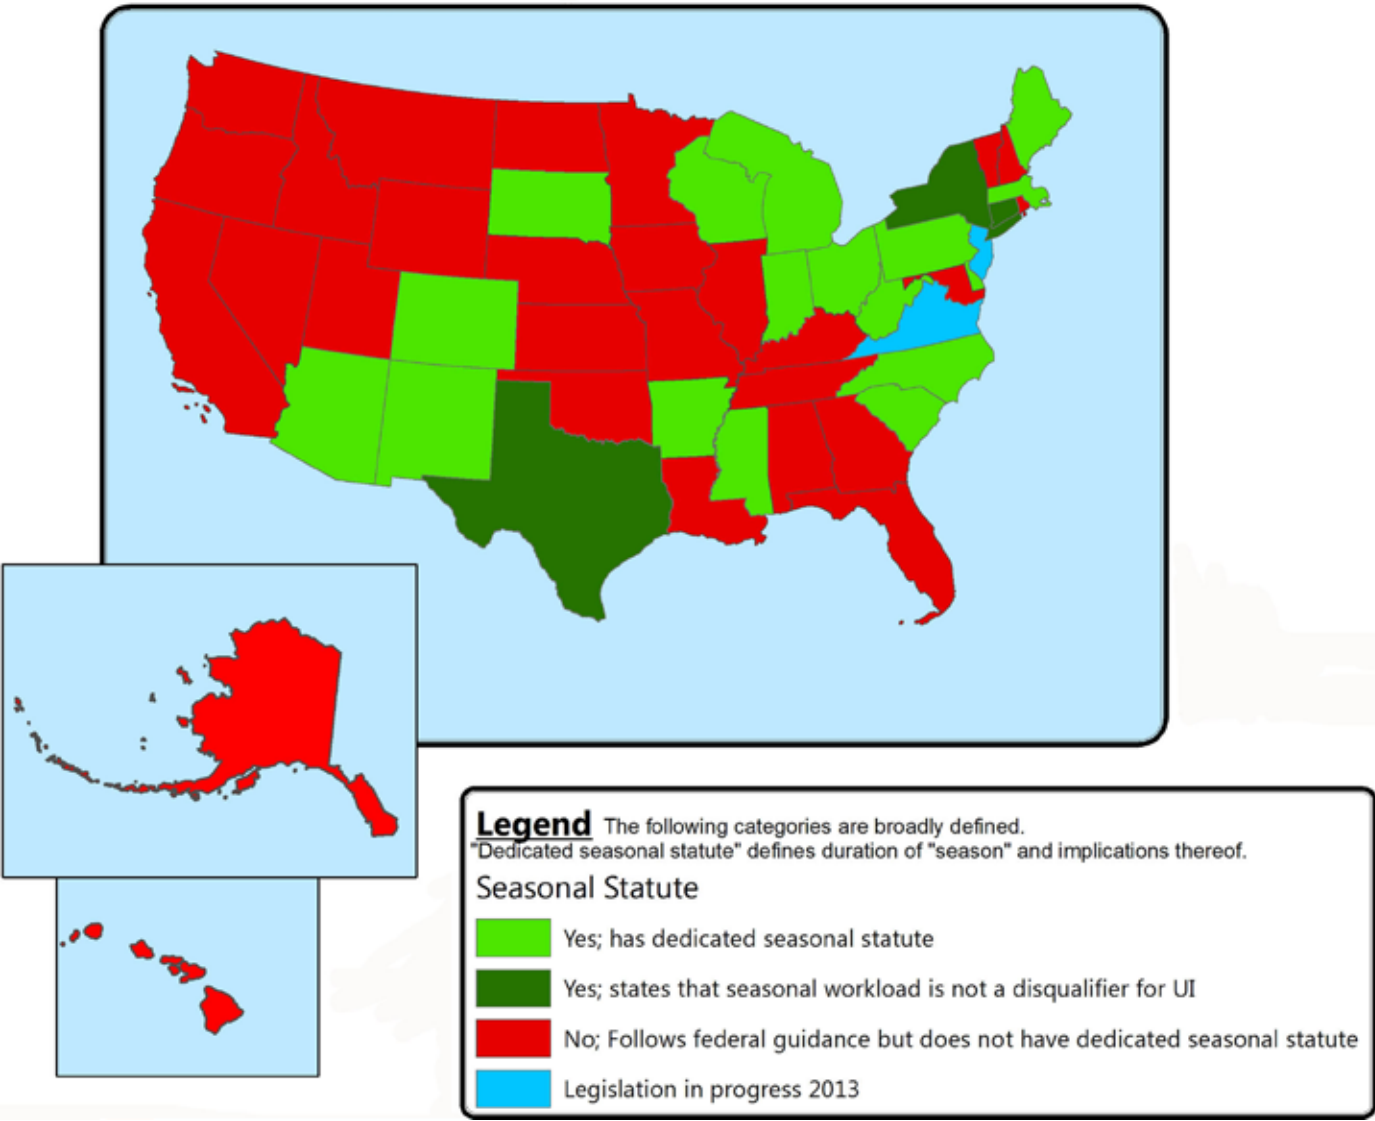 Legend The following categories are broadly defined.
"Dedicated seasonal statute" defines duration of "season" and implications thereof.
Seasonal Statute
Yes; has dedicated seasonal statute
Yes; states that seasonal workload is not a disqualifier for UI
No; Follows federal guidance but does not have dedicated seasonal statute
Legislation in progress 2013